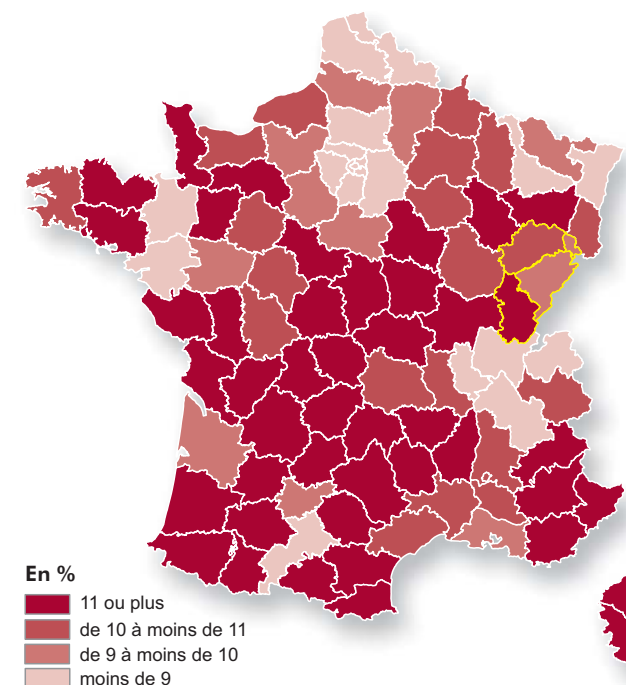 En %
11 ou plus
de 10 à moins de 11
de 9 à moins de 10
moins de 9